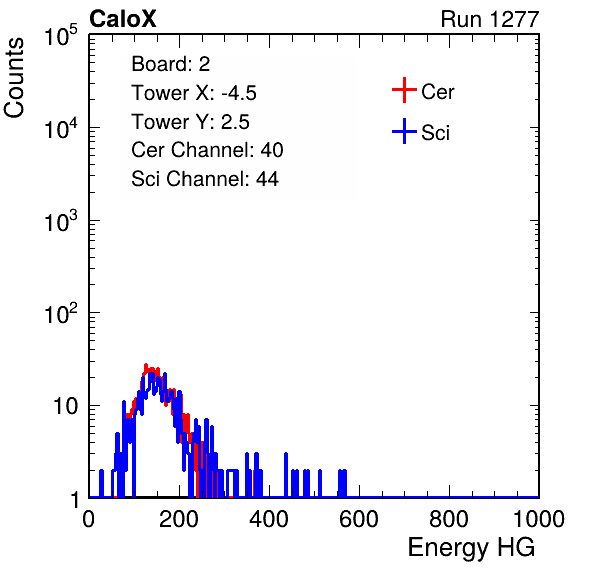 CaloX Run 1277
Counts
10^5
10^4
10^3
10^2
10
1
Board: 2
Tower X: -4.5
Tower Y: 2.5
Cer Channel: 40
Sci Channel: 44
Cer
Sci
0 200 400 600 800 1000
Energy HG